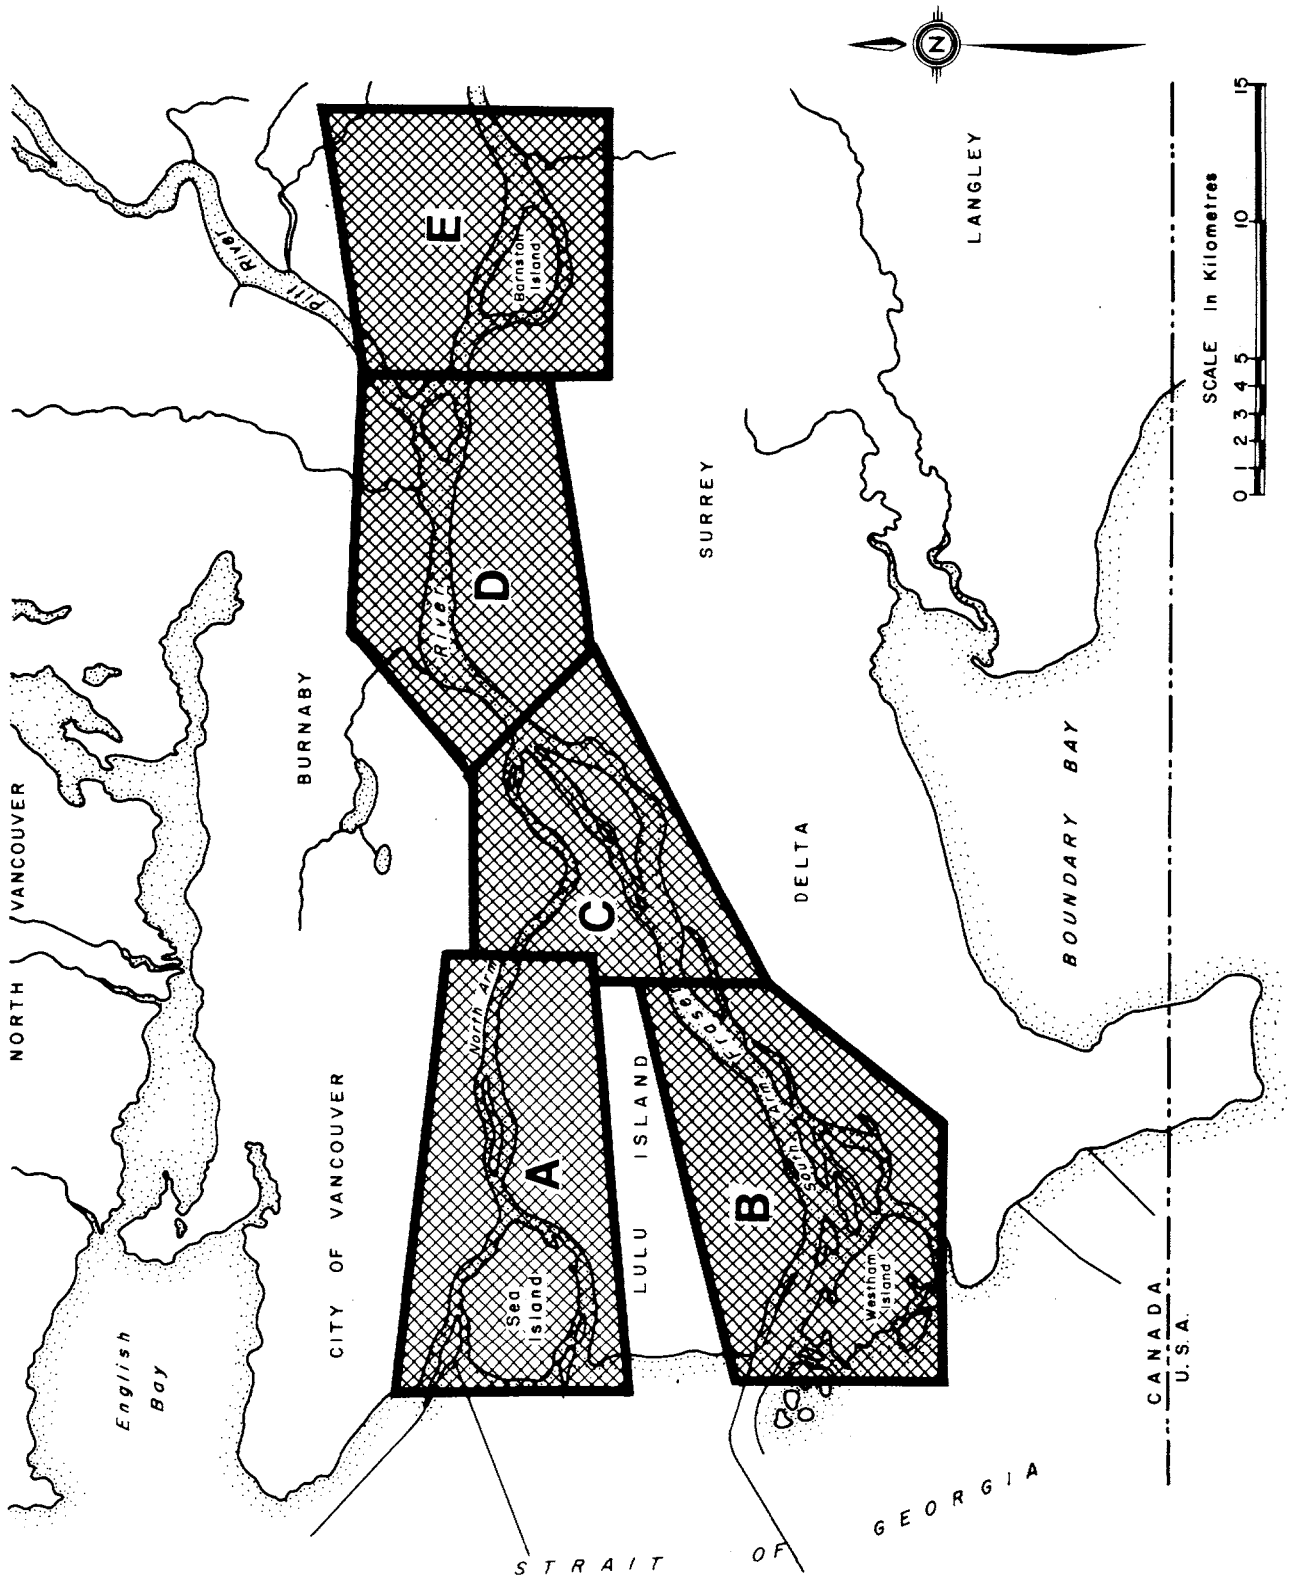 NORTH VANCOUVER
English
Bay
CITY OF VANCOUVER
BURNABY
Pitt River
North Arm
A
Sea
Island
LULU ISLAND
B
South Arm Fraser
Westham
Island
C
D
River
E
Barnston
Island
SURREY
DELTA
LANGLEY
BOUNDARY BAY
STRAIT OF GEORGIA
CANADA
U.S.A.
N
SCALE In Kilometres
0 1 2 3 4 5 10 15